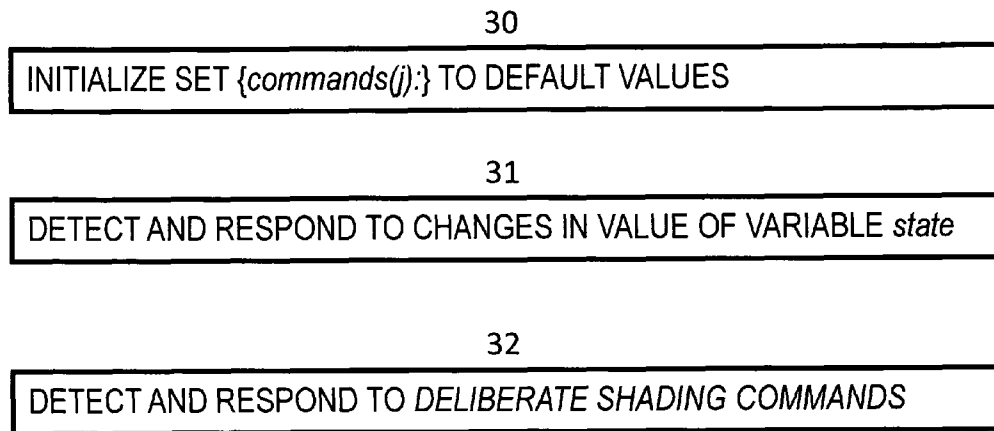 30
INITIALIZE SET {commands(j):} TO DEFAULT VALUES
31
DETECT AND RESPOND TO CHANGES IN VALUE OF VARIABLE state
32
DETECT AND RESPOND TO DELIBERATE SHADING COMMANDS